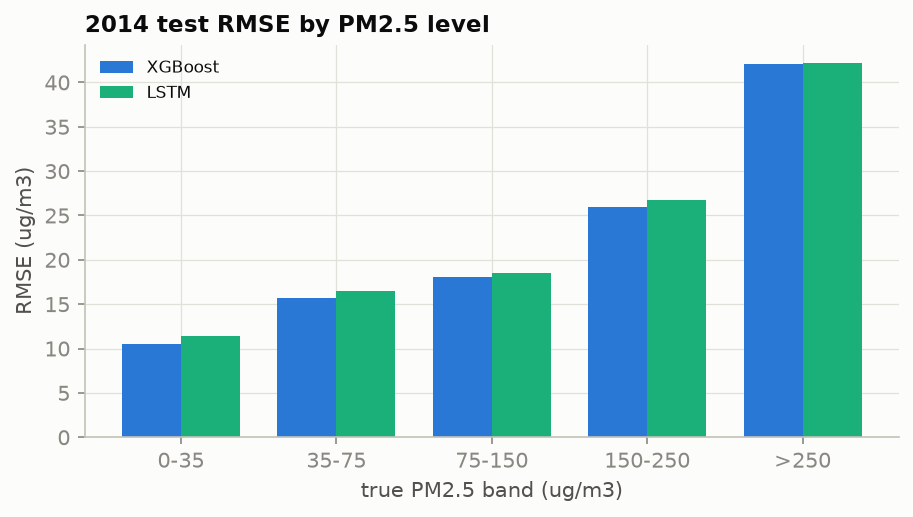 2014 test RMSE by PM2.5 level
XGBoost
LSTM
RMSE (ug/m3)
40
35
30
25
20
15
10
5
0
0-35 35-75 75-150 150-250 >250
true PM2.5 band (ug/m3)